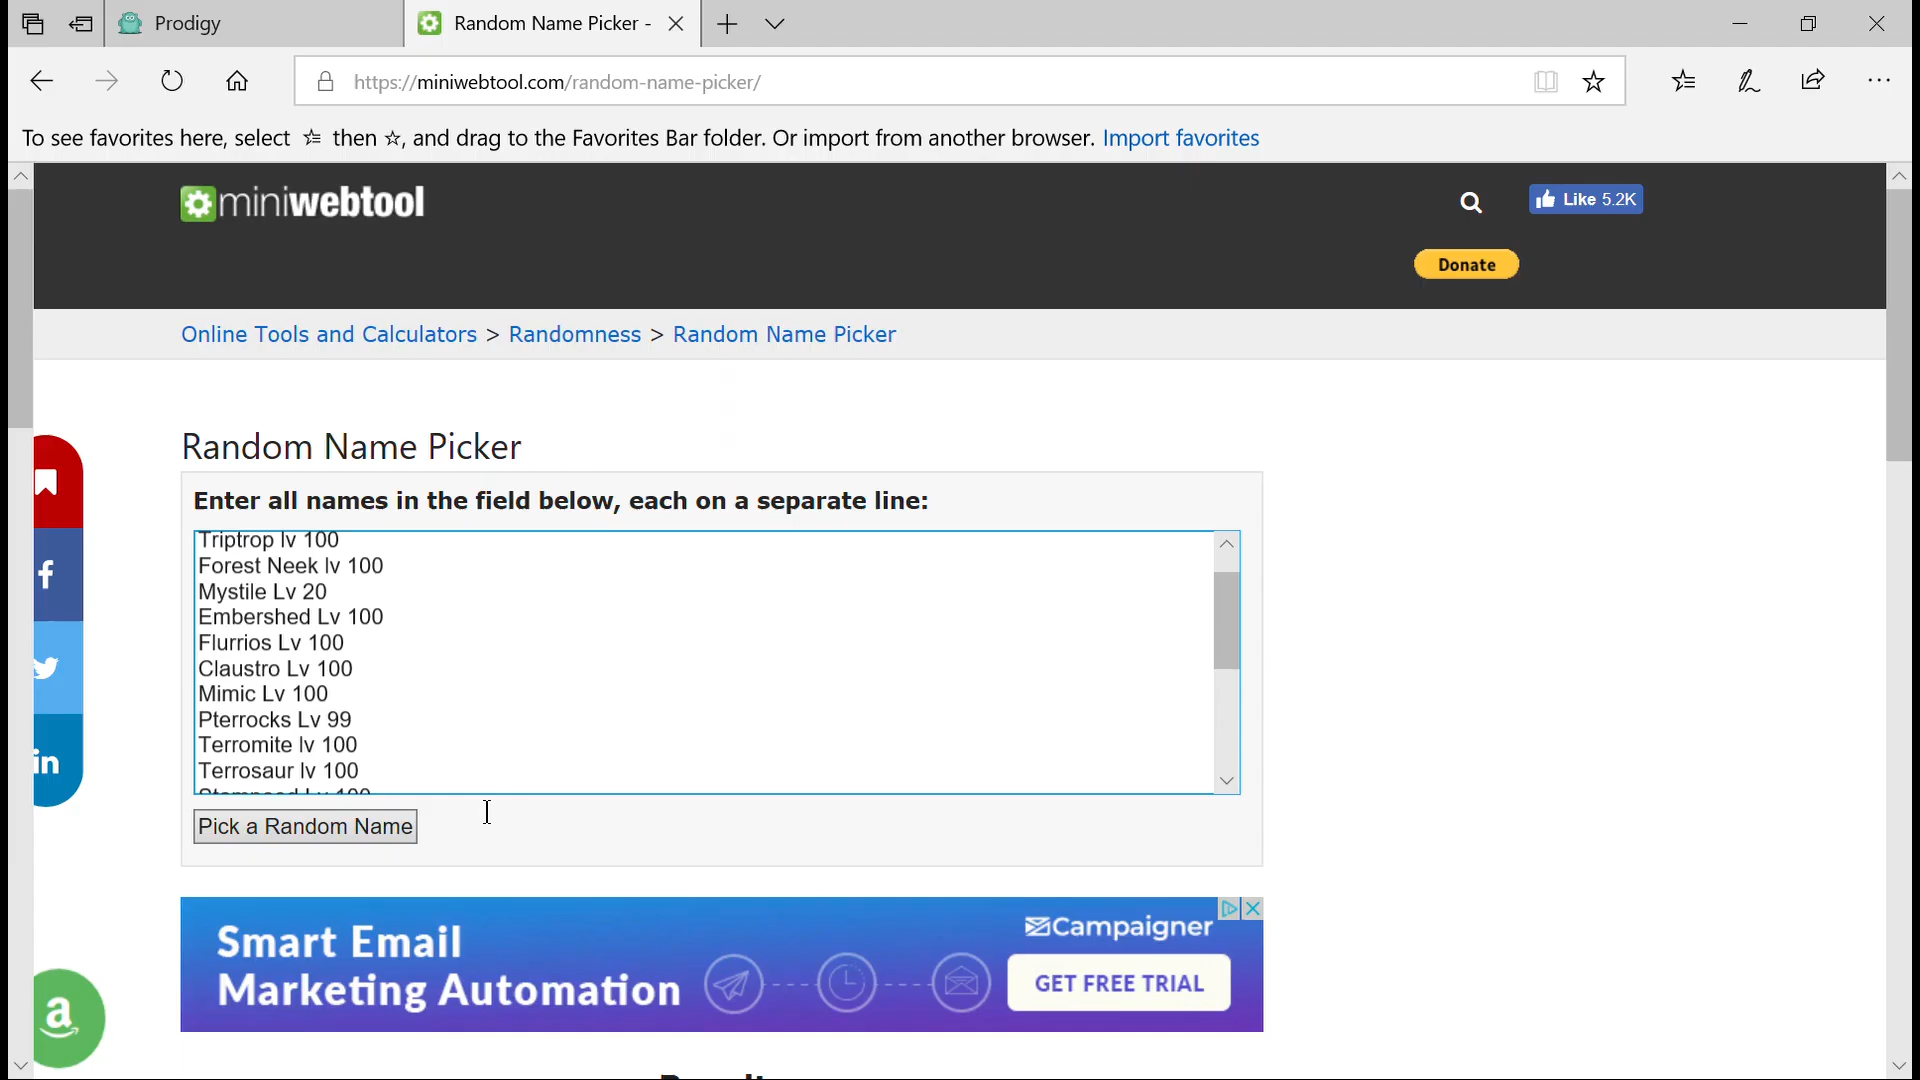 Prodigy
Random Name Picker -
https://miniwebtool.com/random-name-picker/
To see favorites here, select then , and drag to the Favorites Bar folder. Or import from another browser. Import favorites
miniwebtool
Like 5.2K
Donate
Online Tools and Calculators > Randomness > Random Name Picker
Random Name Picker
Enter all names in the field below, each on a separate line:
Triptrop lv 100
Forest Neek lv 100
Mystile Lv 20
Embershed Lv 100
Flurrios Lv 100
Claustro Lv 100
Mimic Lv 100
Pterrocks Lv 99
Terromite lv 100
Terrosaur lv 100
Pick a Random Name
Smart Email
Marketing Automation
Campaigner
GET FREE TRIAL